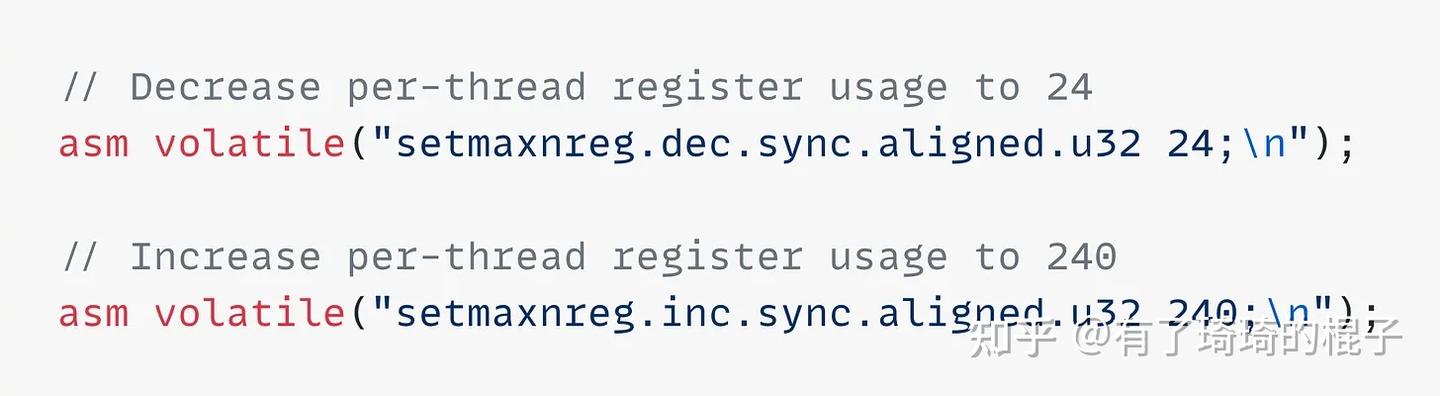 // Decrease per-thread register usage to 24
asm volatile("setmaxnreg.dec.sync.aligned.u32 24;\n");
// Increase per-thread register usage to 240
asm volatile("setmaxnreg.inc.sync.aligned.u32 240;\n");
知乎 @有了琦琦的棍子